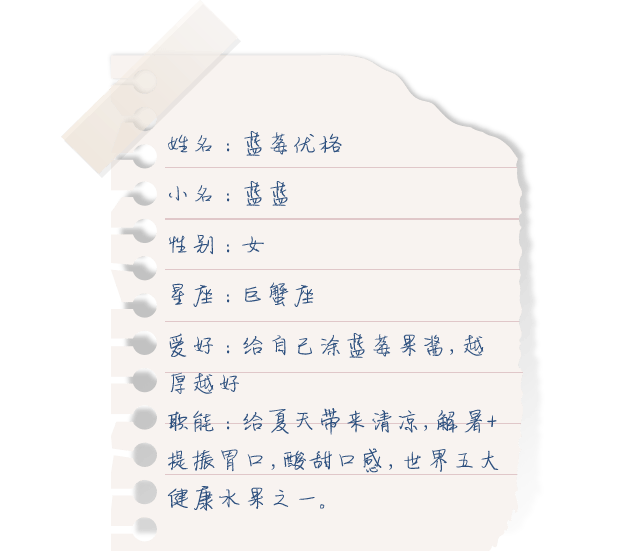 姓名：蓝莓优格
小名：蓝蓝
性别：女
星座：巨蟹座
爱好：给自己涂蓝莓果酱，越
厚越好
职能：给夏天带来清凉，解暑+
提振胃口，酸甜口感，世界五大
健康水果之一。